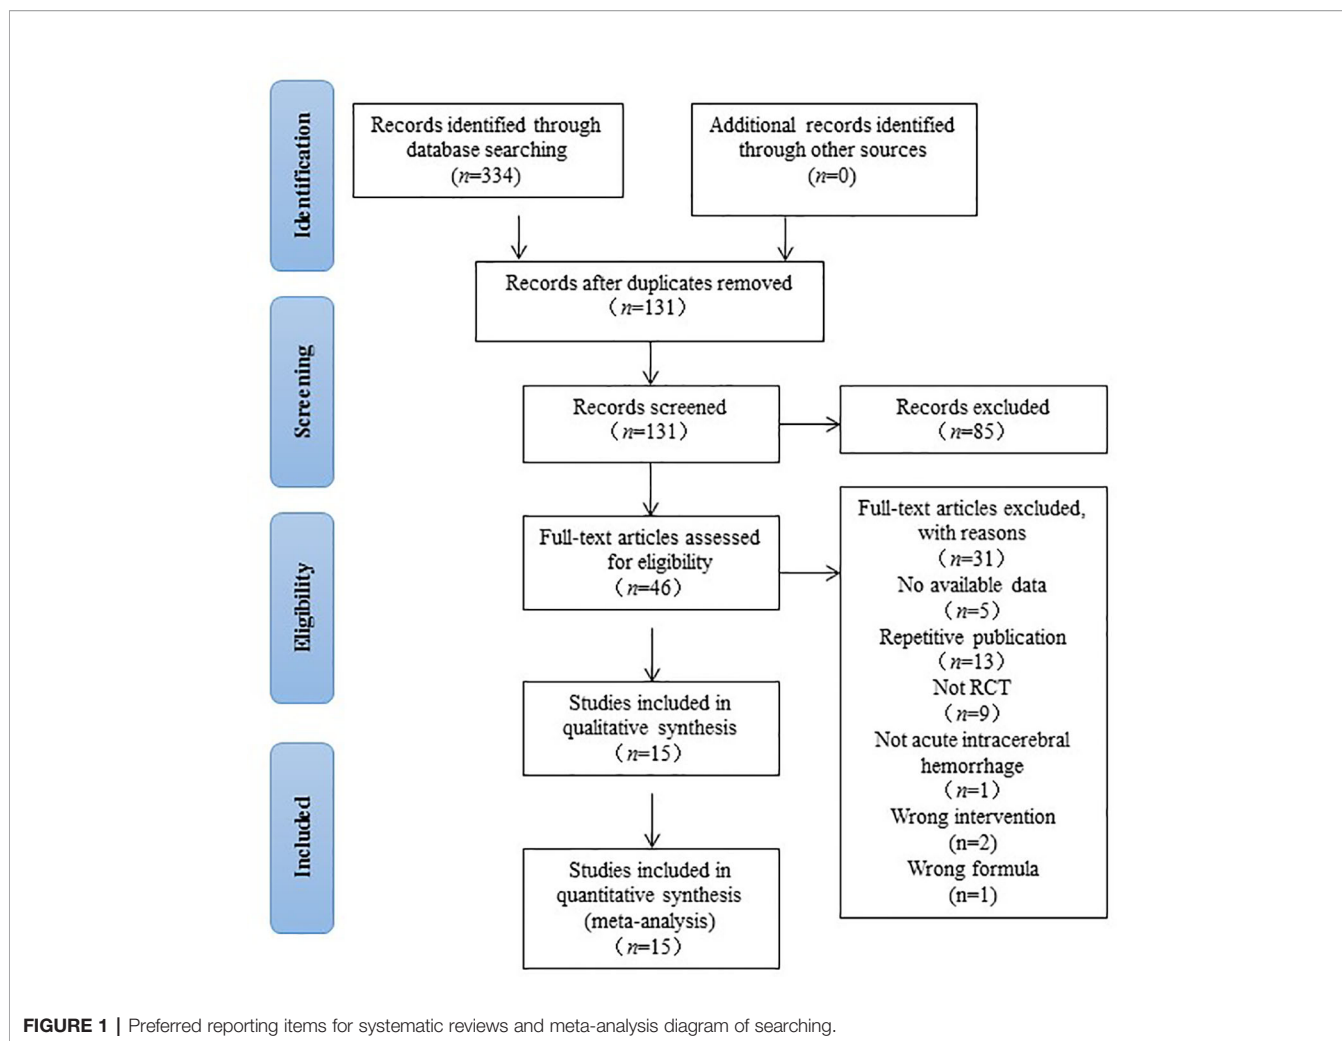 Identification
Records identified through
database searching
(n=334)
Additional records identified
through other sources
(n=0)
Records after duplicates removed
（n=131）
Screening
Records screened
（n=131）
Records excluded
（n=85）
Eligibility
Full-text articles assessed
for eligibility
（n=46）
Full-text articles excluded,
with reasons
（n=31）
No available data
（n=5）
Repetitive publication
（n=13）
Not RCT
（n=9）
Not acute intracerebral
hemorrhage
（n=1）
Wrong intervention
(n=2)
Wrong formula
(n=1)
Studies included in
qualitative synthesis
（n=15）
Included
Studies included in
quantitative synthesis
(meta-analysis)
（n=15）
FIGURE 1 | Preferred reporting items for systematic reviews and meta-analysis diagram of searching.